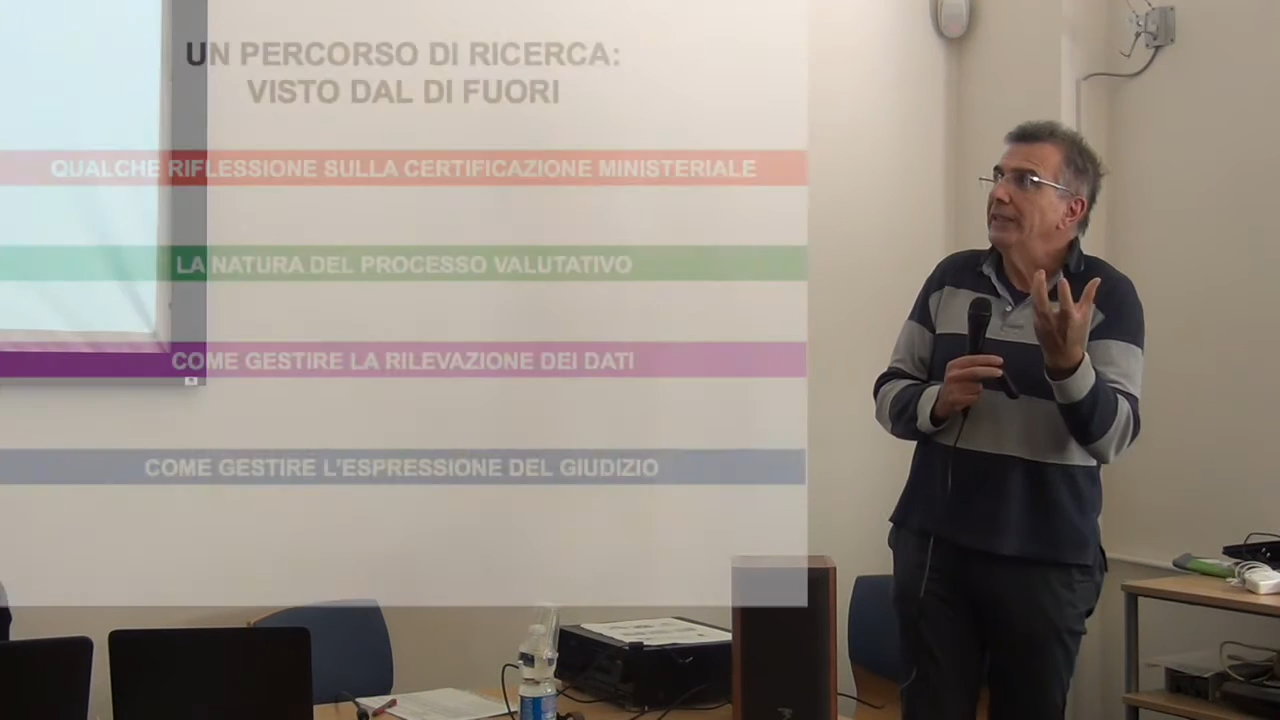 UN PERCORSO DI RICERCA:
VISTO DAL DI FUORI
QUALCHE RIFLESSIONE SULLA CERTIFICAZIONE MINISTERIALE
LA NATURA DEL PROCESSO VALUTATIVO
COME GESTIRE LA RILEVAZIONE DEI DATI
COME GESTIRE L'ESPRESSIONE DEL GIUDIZIO